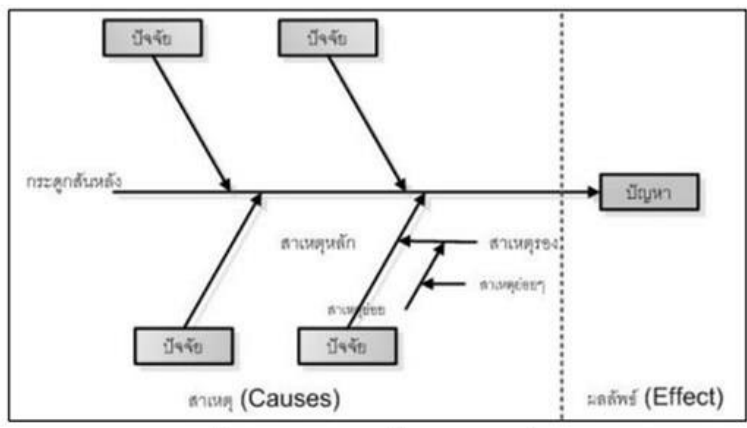 ปัจจัย
ปัจจัย
กระดูกสันหลัง
ปัญหา
สาเหตุหลัก
สาเหตุรอง
สาเหตุย่อยๆ
สาเหตุย่อย
ปัจจัย
ปัจจัย
สาเหตุ (Causes)
ผลลัพธ์ (Effect)